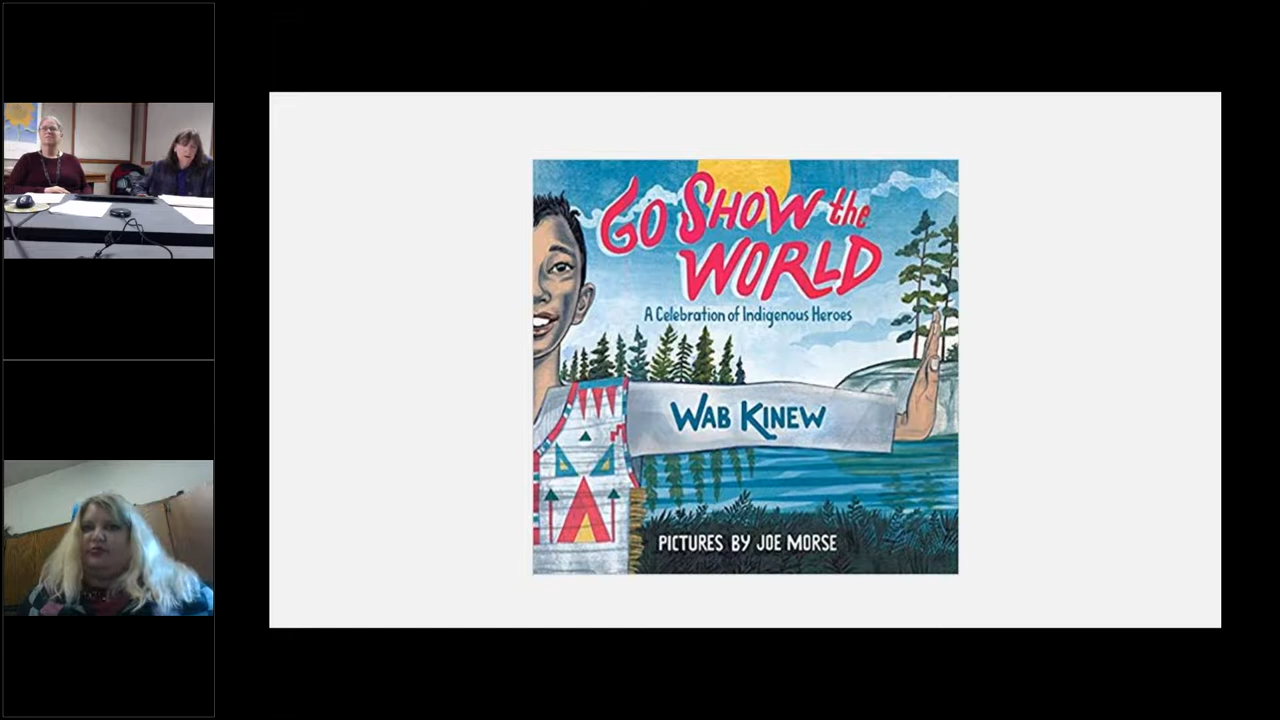 GO SHOW the
WORLD
A Celebration of Indigenous Heroes
WAB KINEW
PICTURES BY JOE MORSE